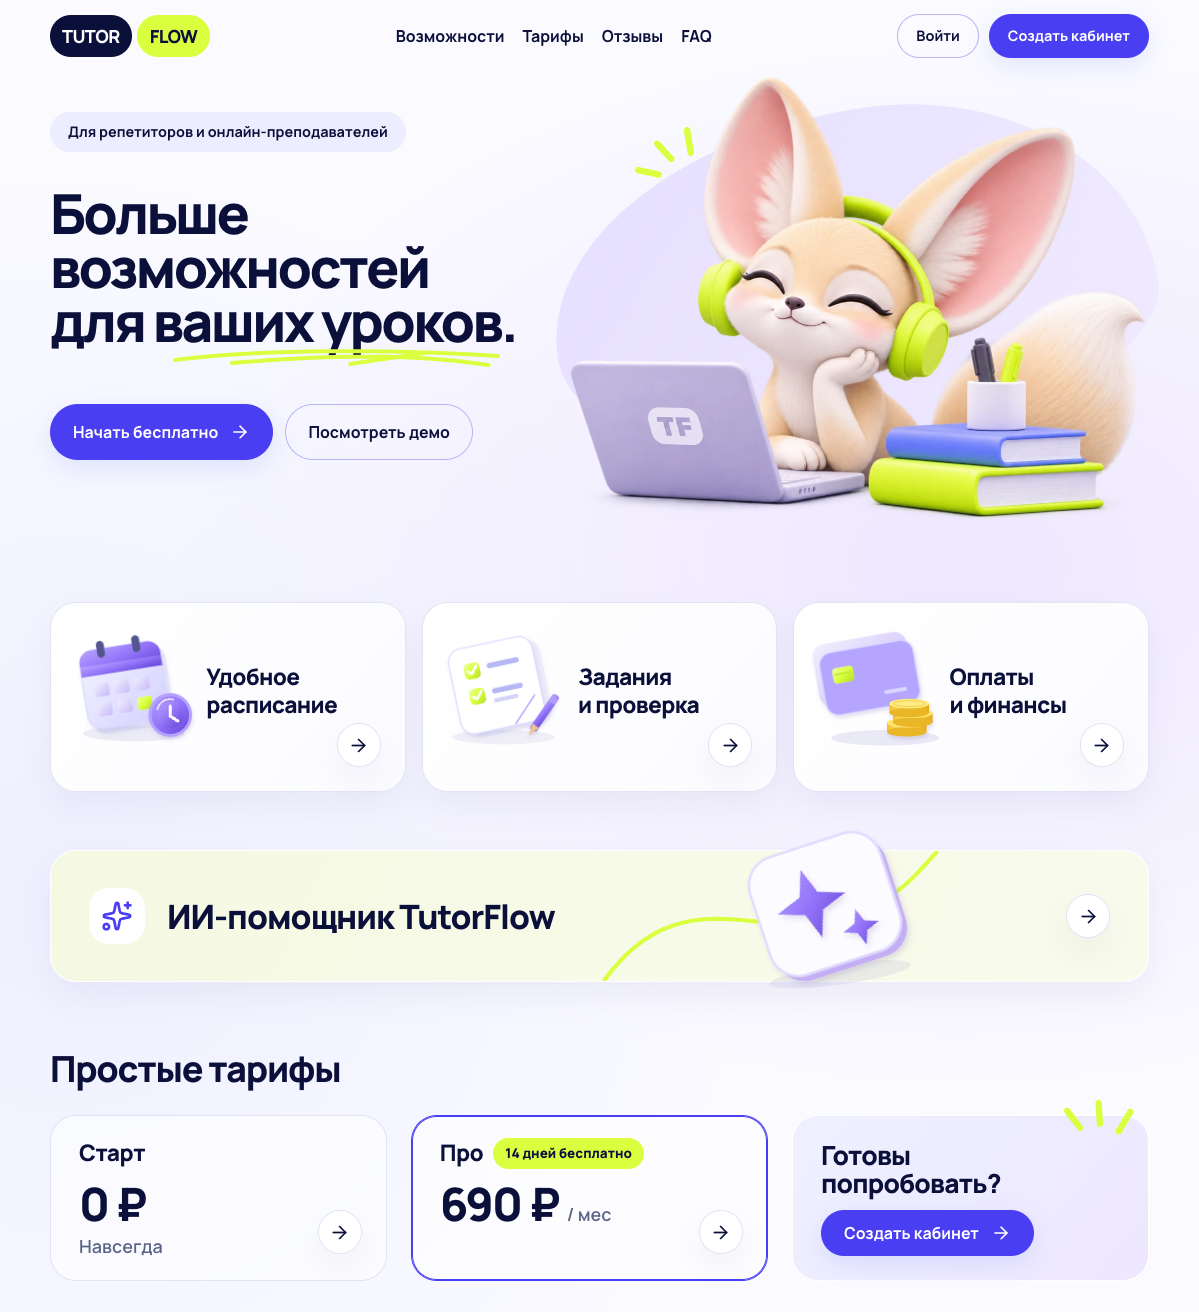 TUTOR FLOW
Возможности Тарифы Отзывы FAQ
Войти Создать кабинет
Для репетиторов и онлайн-преподавателей
Больше
возможностей
для ваших уроков.
Начать бесплатно
Посмотреть демо
TF
Удобное
расписание
Задания
и проверка
Оплаты
и финансы
ИИ-помощник TutorFlow
Простые тарифы
Старт
0 ₽
Навсегда
Про 14 дней бесплатно
690 ₽ / мес
Готовы
попробовать?
Создать кабинет